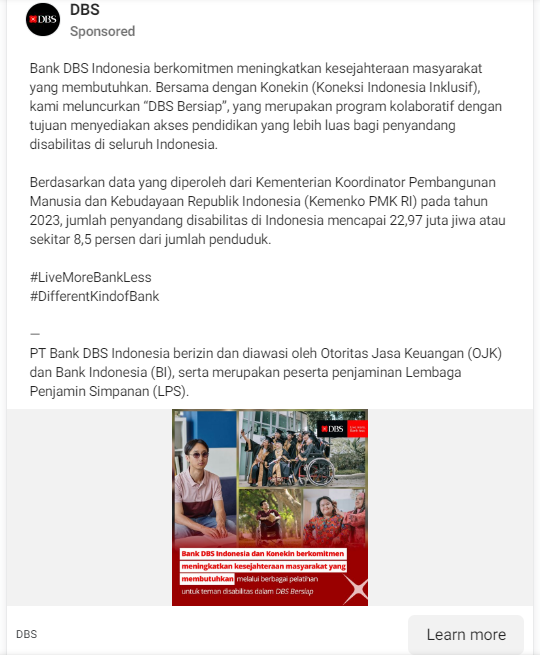 DBS
Sponsored
Bank DBS Indonesia berkomitmen meningkatkan kesejahteraan masyarakat
yang membutuhkan. Bersama dengan Konekin (Koneksi Indonesia Inklusif),
kami meluncurkan “DBS Bersiap”, yang merupakan program kolaboratif dengan
tujuan menyediakan akses pendidikan yang lebih luas bagi penyandang
disabilitas di seluruh Indonesia.
Berdasarkan data yang diperoleh dari Kementerian Koordinator Pembangunan
Manusia dan Kebudayaan Republik Indonesia (Kemenko PMK RI) pada tahun
2023, jumlah penyandang disabilitas di Indonesia mencapai 22,97 juta jiwa atau
sekitar 8,5 persen dari jumlah penduduk.
#LiveMoreBankLess
#DifferentKindofBank
—
PT Bank DBS Indonesia berizin dan diawasi oleh Otoritas Jasa Keuangan (OJK)
dan Bank Indonesia (BI), serta merupakan peserta penjaminan Lembaga
Penjamin Simpanan (LPS).
DBS
Bank DBS Indonesia dan Konekin berkomitmen
meningkatkan kesejahteraan masyarakat yang
membutuhkan melalui berbagai pelatihan
untuk teman disabilitas dalam DBS Bersiap
DBS
Learn more